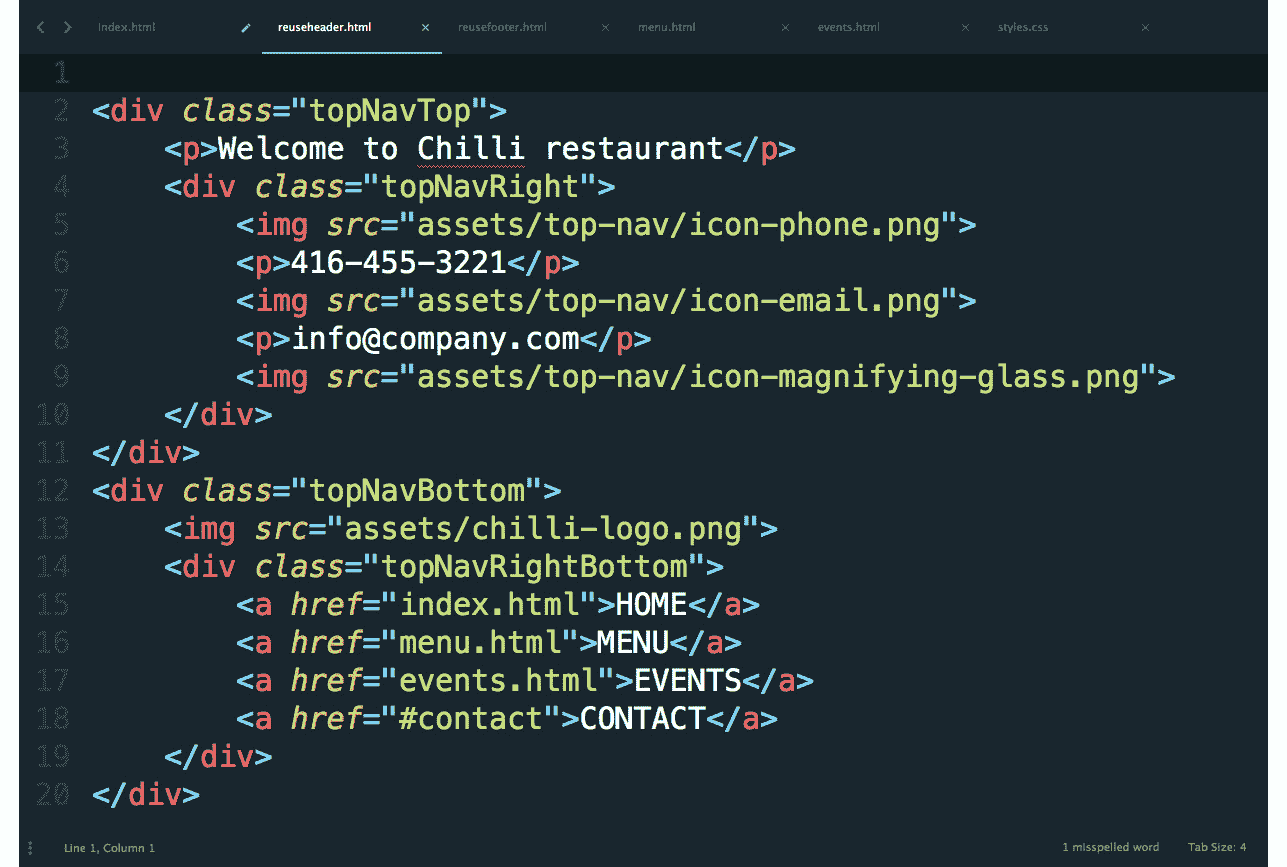 index.html reuseheader.html reusefooter.html menu.html events.html styles.css
1
2 <div class="topNavTop">
3 <p>Welcome to Chilli restaurant</p>
4 <div class="topNavRight">
5 <img src="assets/top-nav/icon-phone.png">
6 <p>416-455-3221</p>
7 <img src="assets/top-nav/icon-email.png">
8 <p>info@company.com</p>
9 <img src="assets/top-nav/icon-magnifying-glass.png">
10 </div>
11 </div>
12 <div class="topNavBottom">
13 <img src="assets/chilli-logo.png">
14 <div class="topNavRightBottom">
15 <a href="index.html">HOME</a>
16 <a href="menu.html">MENU</a>
17 <a href="events.html">EVENTS</a>
18 <a href="#contact">CONTACT</a>
19 </div>
20 </div>
Line 1, Column 1 1 misspelled word Tab Size: 4